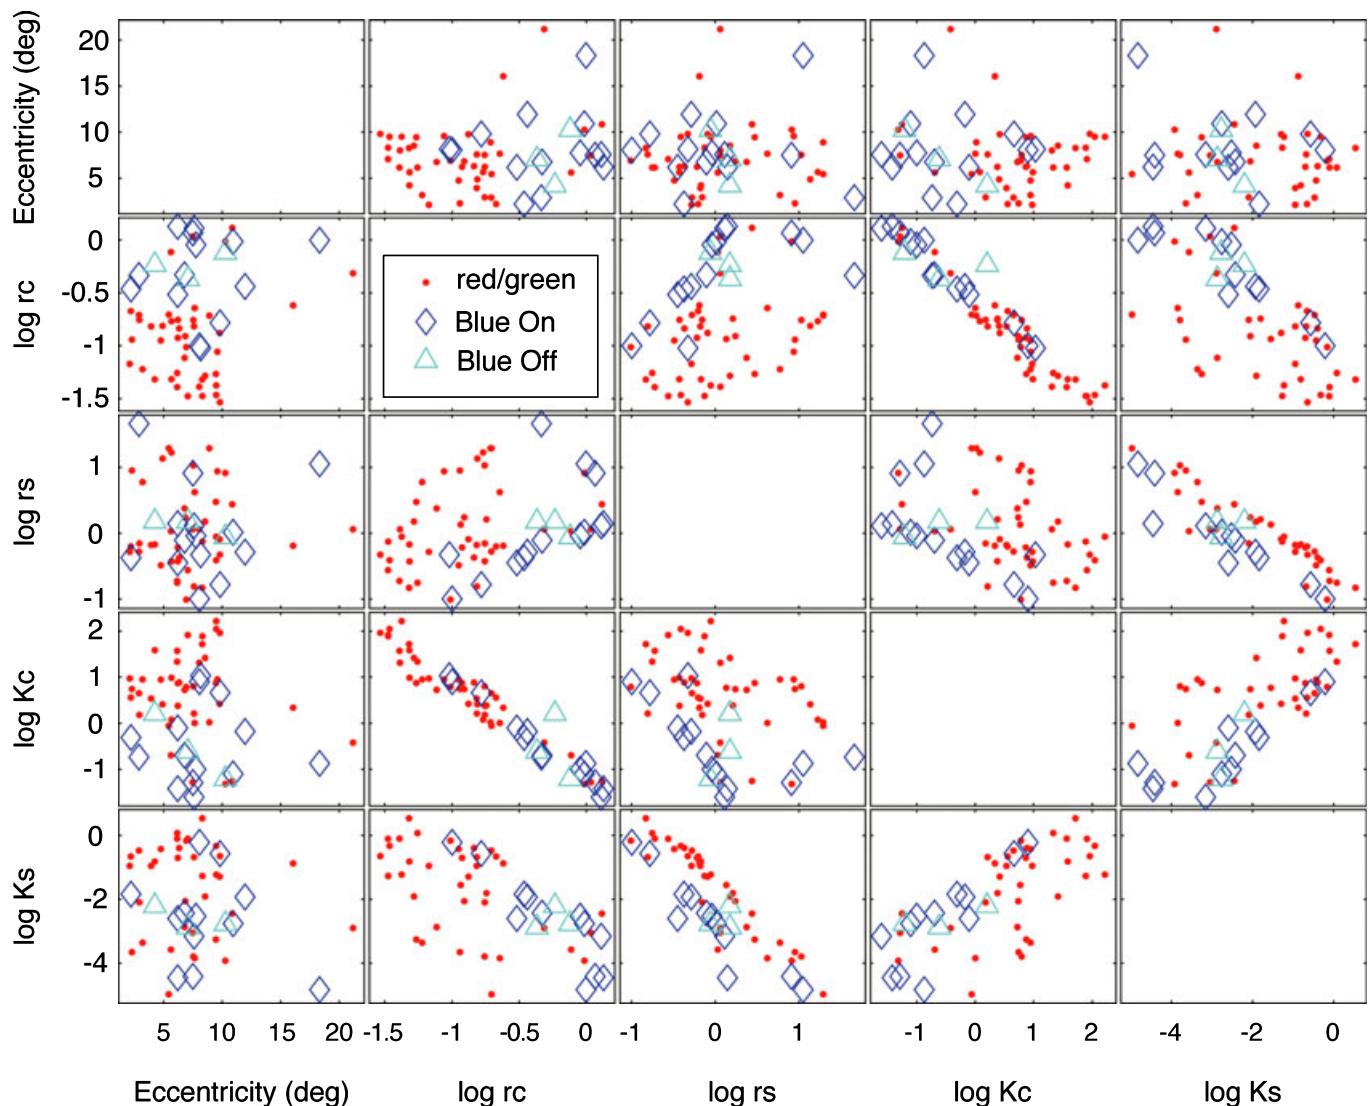 Eccentricity (deg)
20
15
10
5
log rc
0
-0.5
-1
-1.5
red/green
Blue On
Blue Off
log rs
1
0
-1
log Kc
2
1
0
-1
log Ks
0
-2
-4
5 10 15 20 -1.5 -1 -0.5 0 -1 0 1 -1 0 1 2 -4 -2 0
Eccentricity (deg) log rc log rs log Kc log Ks